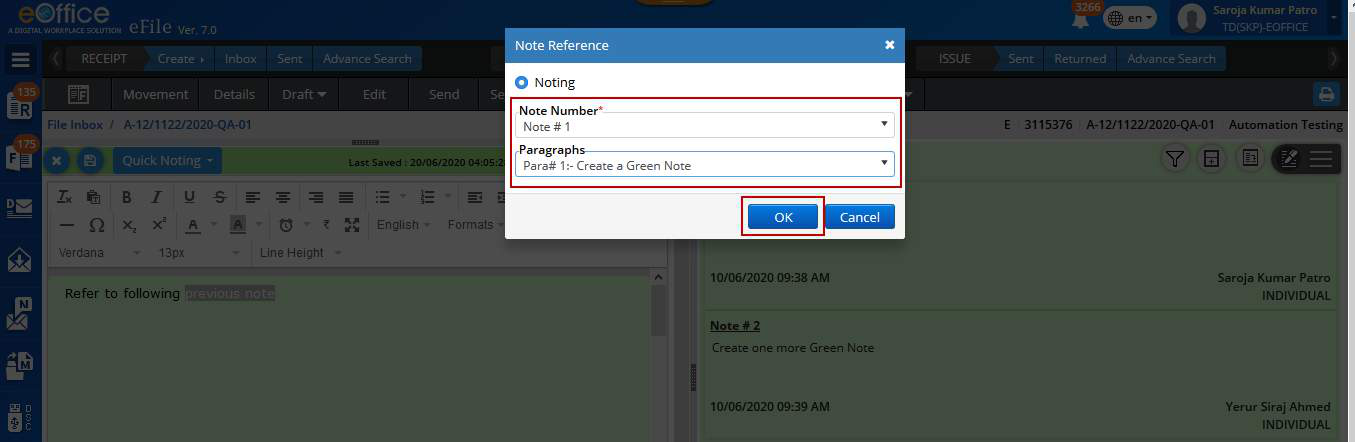 eOffice
A DIGITAL WORKPLACE SOLUTION
eFile Ver. 7.0
3266
en
Saroja Kumar Patro
TD(SKP)-EOFFICE
RECEIPT Create Inbox Sent Advance Search
ISSUE Sent Returned Advance Search
135
R
Movement Details Draft Edit Send Se
File Inbox / A-12/1122/2020-QA-01
E 3115376 A-12/1122/2020-QA-01 Automation Testing
175
F
Quick Noting
Last Saved : 20/06/2020 04:05:2
Note Reference
Noting
Note Number*
Note # 1
Paragraphs
Para# 1:- Create a Green Note
OK Cancel
English Formats
Verdana 13px Line Height
Refer to following previous note
10/06/2020 09:38 AM
Saroja Kumar Patro
INDIVIDUAL
Note # 2
Create one more Green Note
10/06/2020 09:39 AM
Yerur Siraj Ahmed
INDIVIDUAL
D
N
M
D
S
C